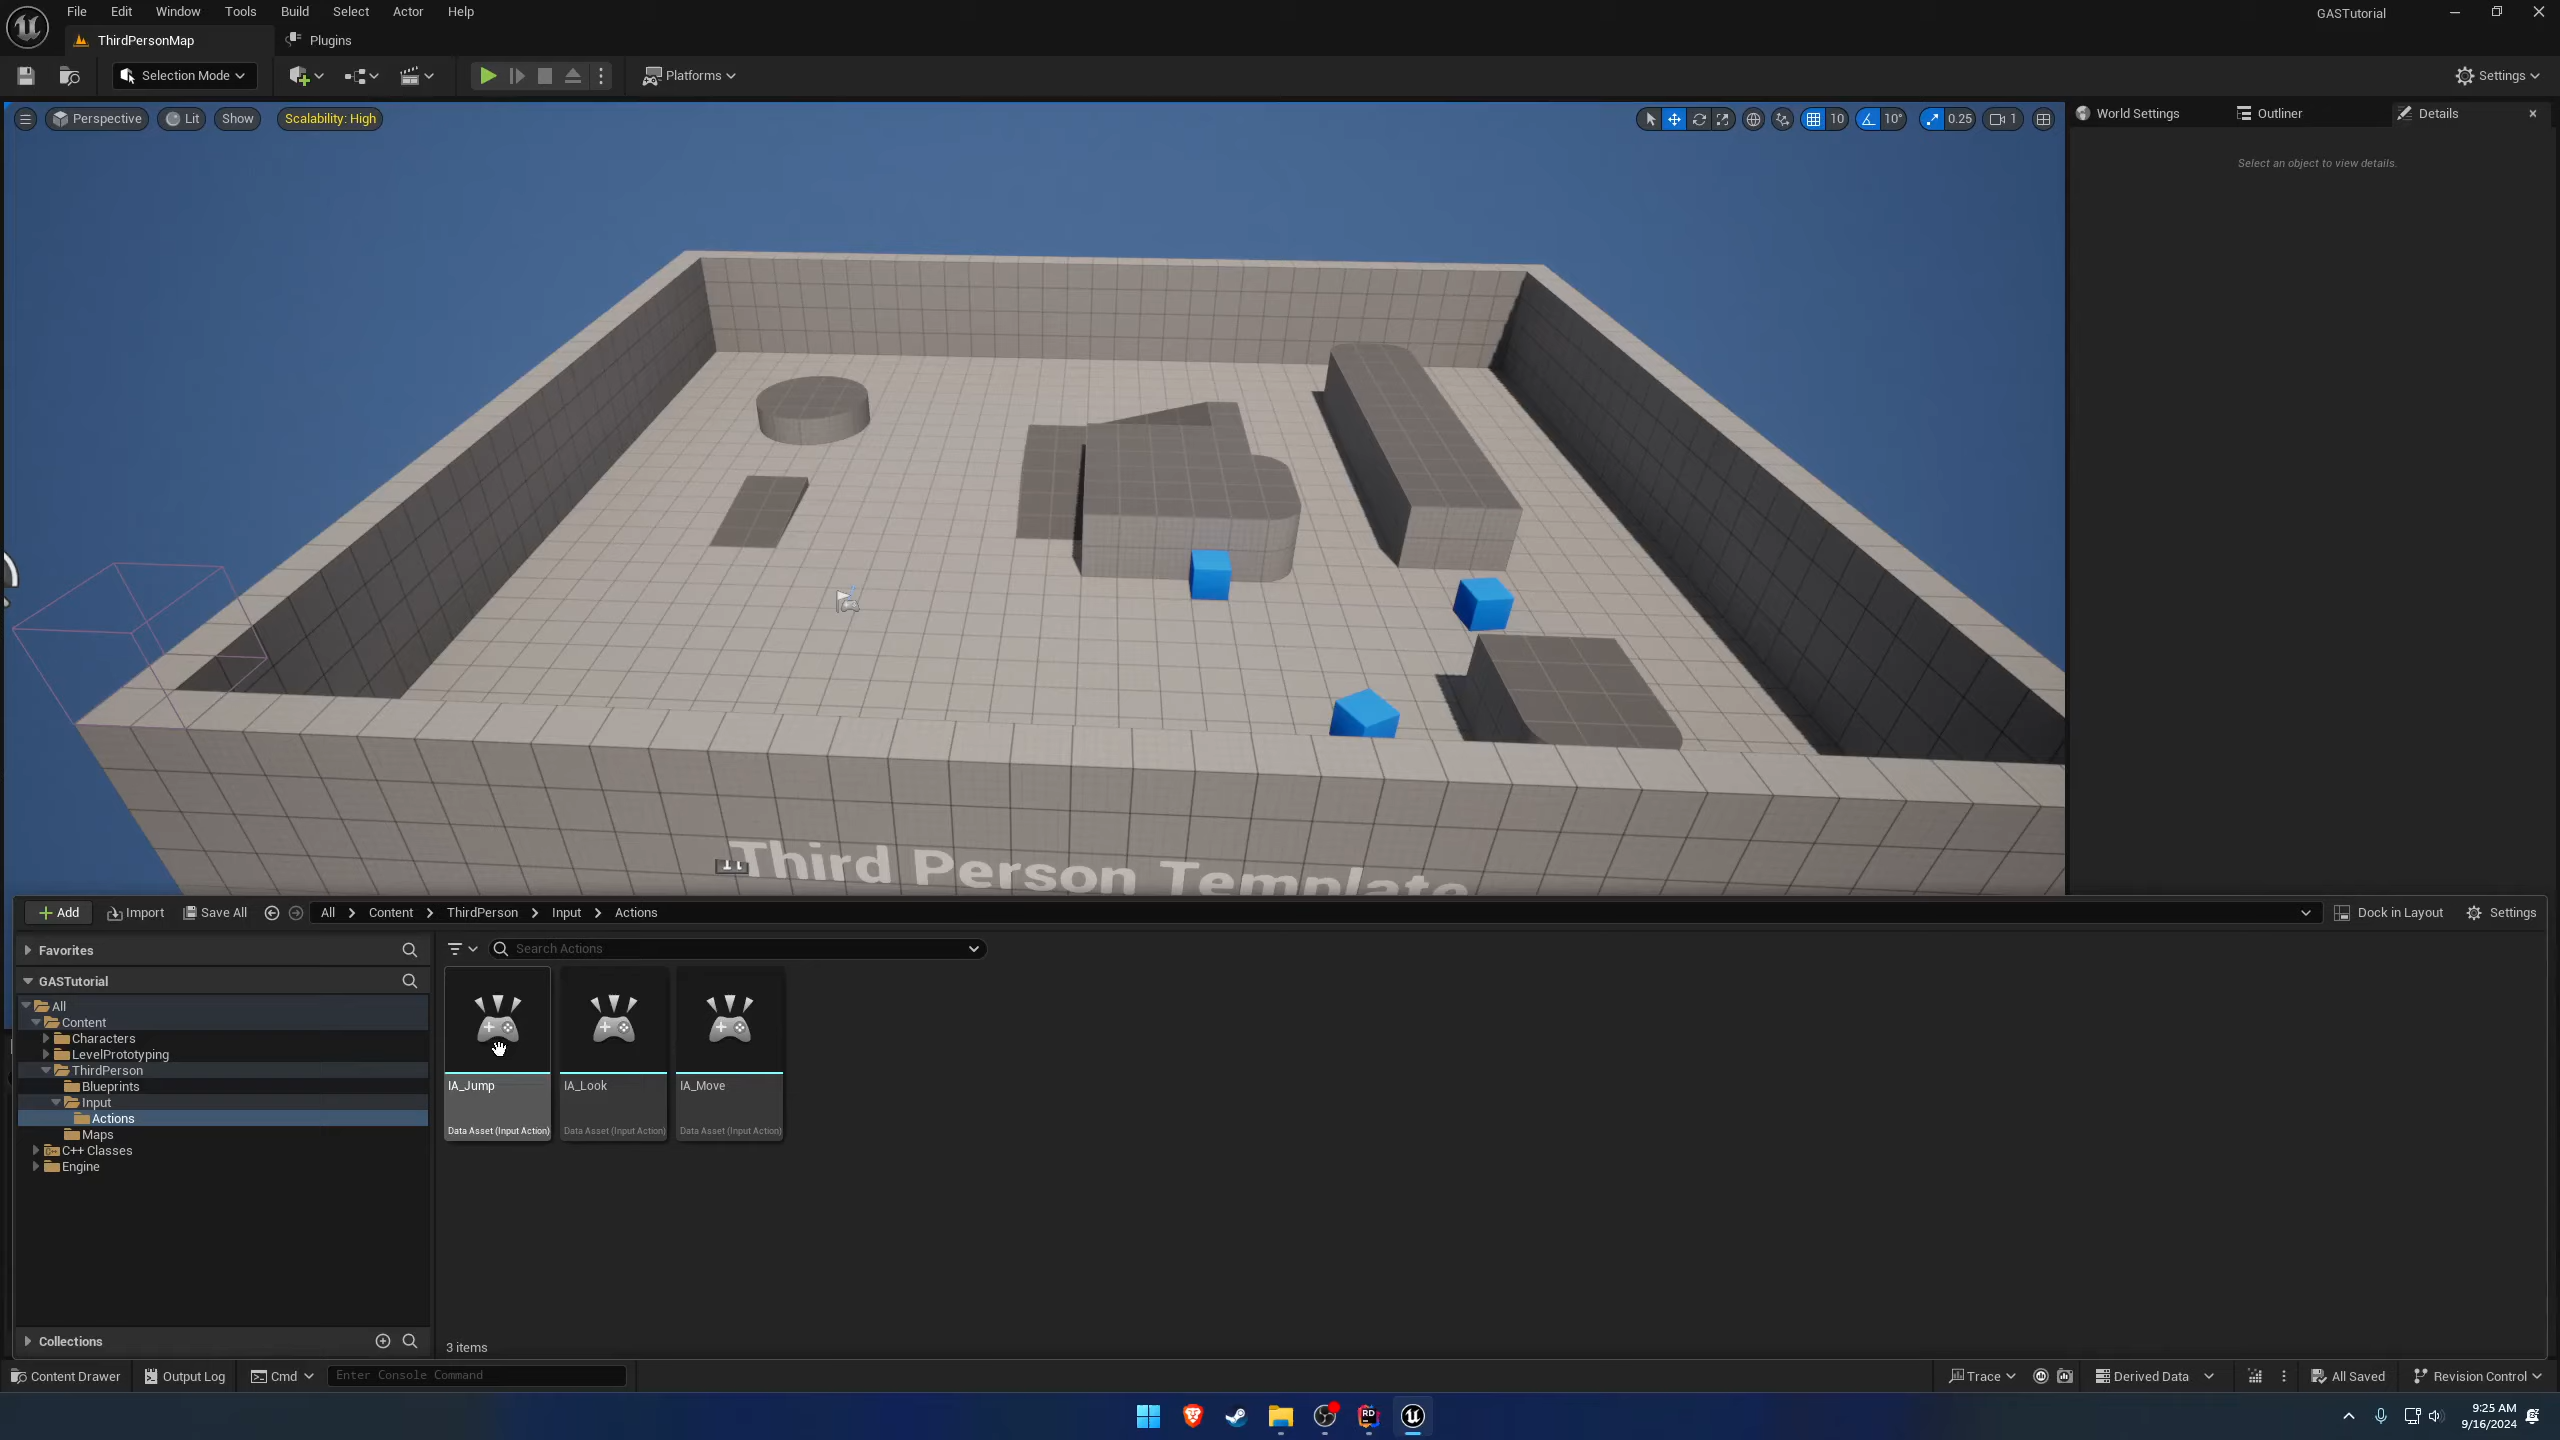 File Edit Window Tools Build Select Actor Help
GASTutorial
ThirdPersonMap
Plugins
Selection Mode
Platforms
Settings
Perspective
Lit
Show
Scalability: High
10
10°
0.25
1
World Settings
Outliner
Details
Select an object to view details.
Third Person Template
Add
Import
Save All
All > Content > ThirdPerson > Input > Actions
Dock in Layout
Settings
Favorites
Search Actions
GASTutorial
All
Content
Characters
LevelPrototyping
ThirdPerson
Blueprints
Input
Actions
Maps
C++ Classes
Engine
IA_Jump
Data Asset (Input Action)
IA_Look
Data Asset (Input Action)
IA_Move
Data Asset (Input Action)
Collections
3 items
Content Drawer
Output Log
Cmd
Enter Console Command
Trace
Derived Data
All Saved
Revision Control
RD
9:25 AM
9/16/2024